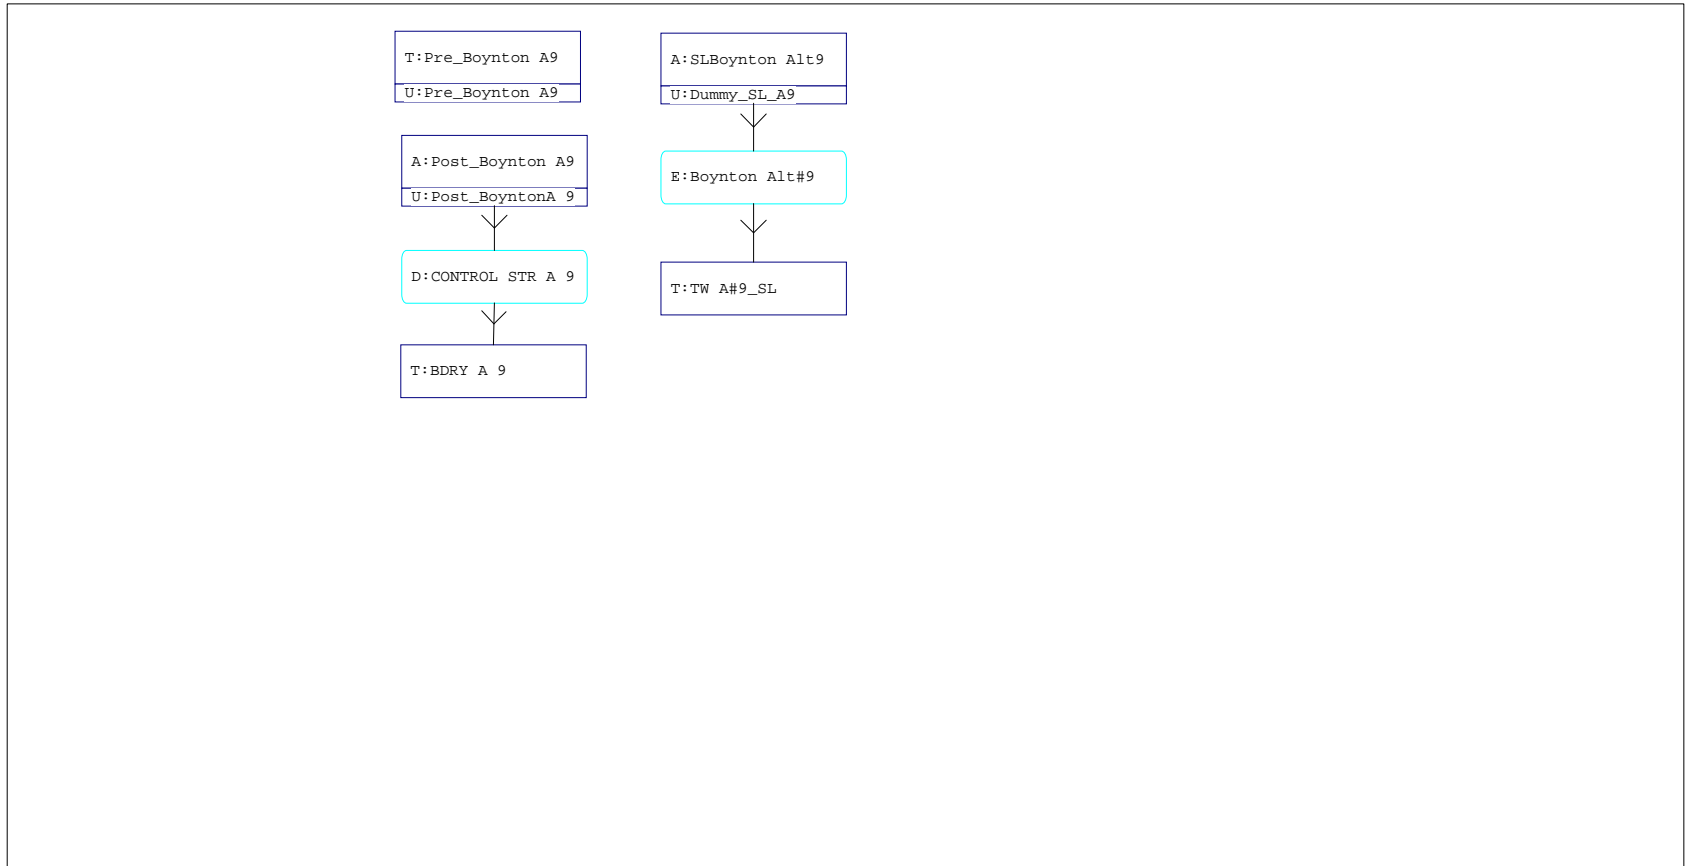 T:Pre_Boynton A9
U:Pre_Boynton A9
A:Post_Boynton A9
U:Post_BoyntonA 9
D:CONTROL STR A 9
T:BDRY A 9
A:SLBoynton Alt9
U:Dummy_SL_A9
E:Boynton Alt#9
T:TW A#9_SL